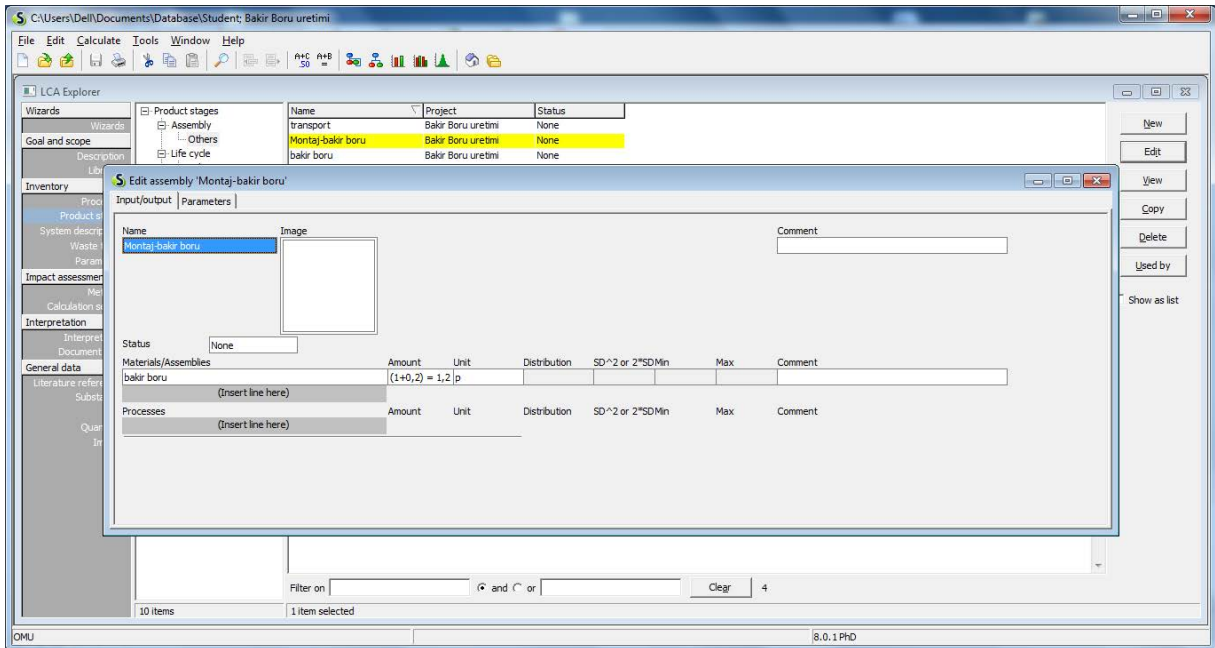 C:\Users\Dell\Documents\Database\Student; Bakir Boru uretimi
File Edit Calculate Tools Window Help
A+C 50 A+B =
LCA Explorer
Wizards
Wizards
Goal and scope
Description
Inventory
Product
System
Waste
Impact assessment
Calculation
Interpretation
Interpret
Document
General data
Literature
Product stages
Assembly
Others
Life cycle
10 items
Name Project Status
transport Bakir Boru uretimi None
Montaj-bakir boru Bakir Boru uretimi None
bakir boru Bakir Boru uretimi None
New
Edit
View
Copy
Delete
Used by
Show as list
Edit assembly 'Montaj-bakir boru'
Input/output Parameters
Name Image Comment
Montaj-bakir boru
Status None
Materials/Assemblies Amount Unit Distribution SD^2 or 2*SD Min Max Comment
bakir boru (1+0,2) = 1,2 p
(Insert line here)
Processes Amount Unit Distribution SD^2 or 2*SD Min Max Comment
(Insert line here)
Filter on and or Clear 4
1 item selected
OMU 8.0.1 PhD